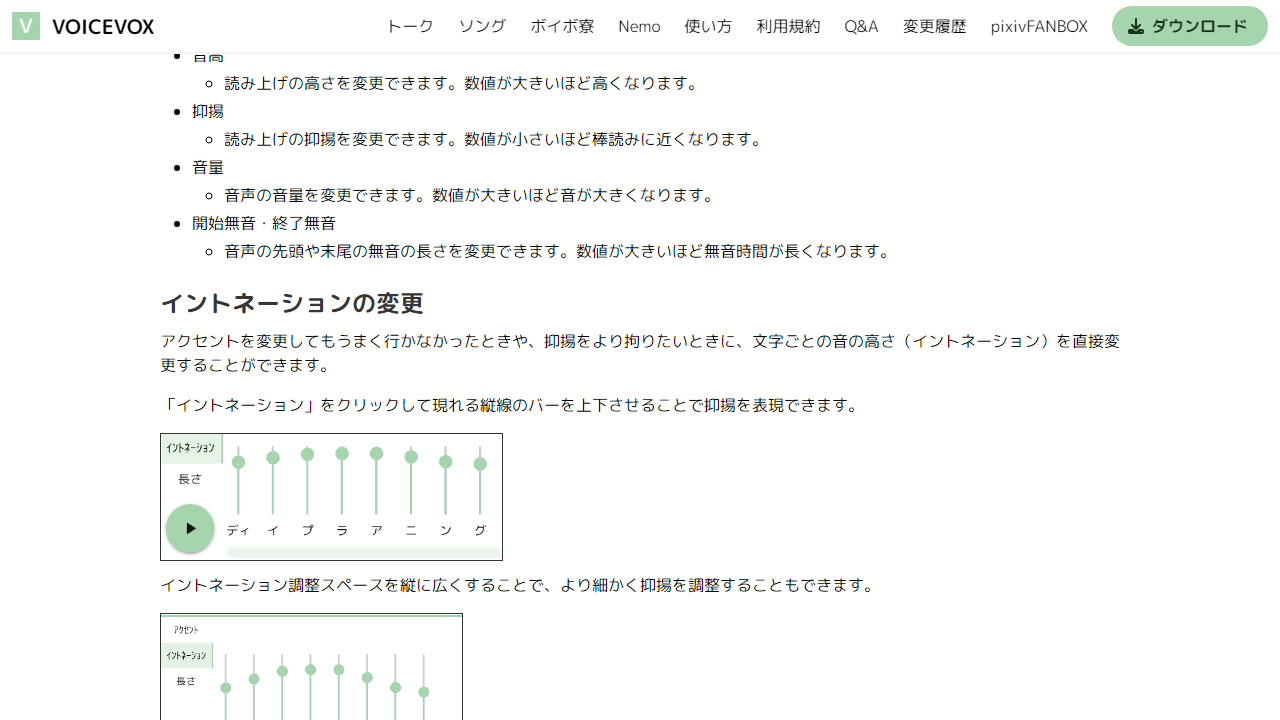 V VOICEVOX トーク ソング ボイボ寮 Nemo 使い方 利用規約 Q&A 変更履歴 pixivFANBOX ダウンロード
音高
読み上げの高さを変更できます。数値が大きいほど高くなります。
抑揚
読み上げの抑揚を変更できます。数値が小さいほど棒読みに近くなります。
音量
音声の音量を変更できます。数値が大きいほど音が大きくなります。
開始無音・終了無音
音声の先頭や末尾の無音の長さを変更できます。数値が大きいほど無音時間が長くなります。
イントネーションの変更
アクセントを変更してもうまく行かなかったときや、抑揚をより拘りたいときに、文字ごとの音の高さ（イントネーション）を直接変
更することができます。
「イントネーション」をクリックして現れる縦線のバーを上下させることで抑揚を表現できます。
イントネーション
長さ
ディ イ プ ラ ア ニ ン グ
イントネーション調整スペースを縦に広くすることで、より細かく抑揚を調整することもできます。
アクセント
イントネーション
長さ